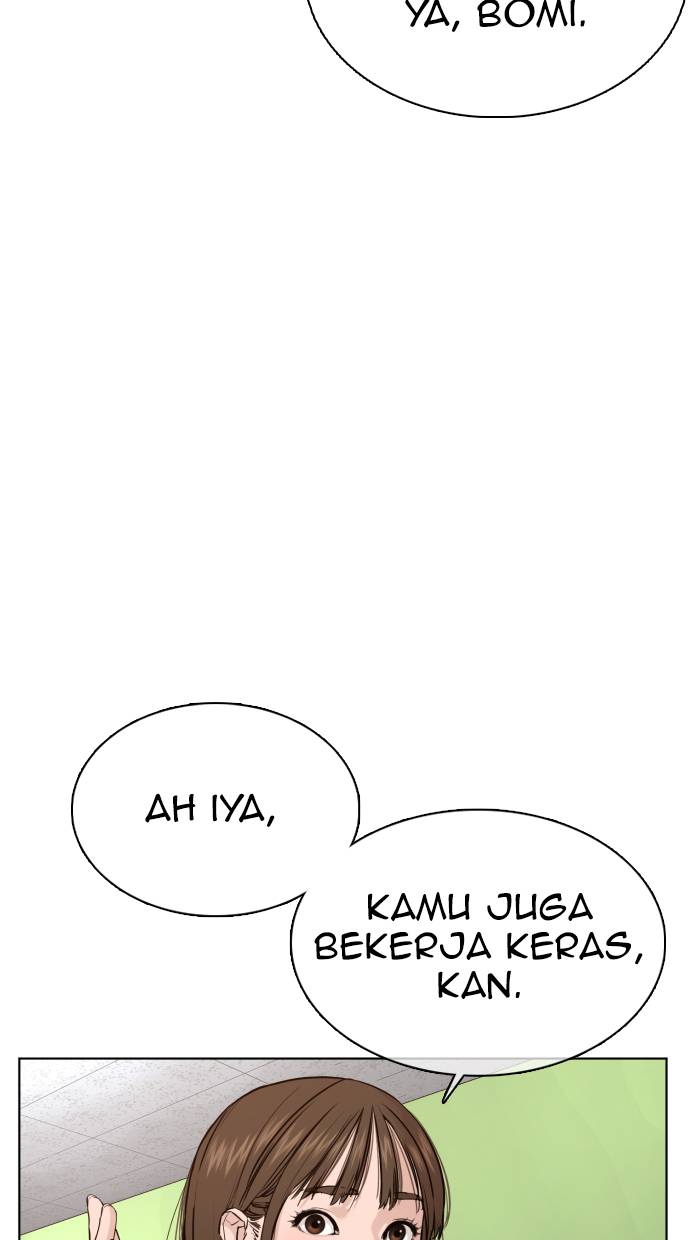 YA, BOMI.
AH IYA,
KAMU JUGA
BEKERJA KERAS,
KAN.